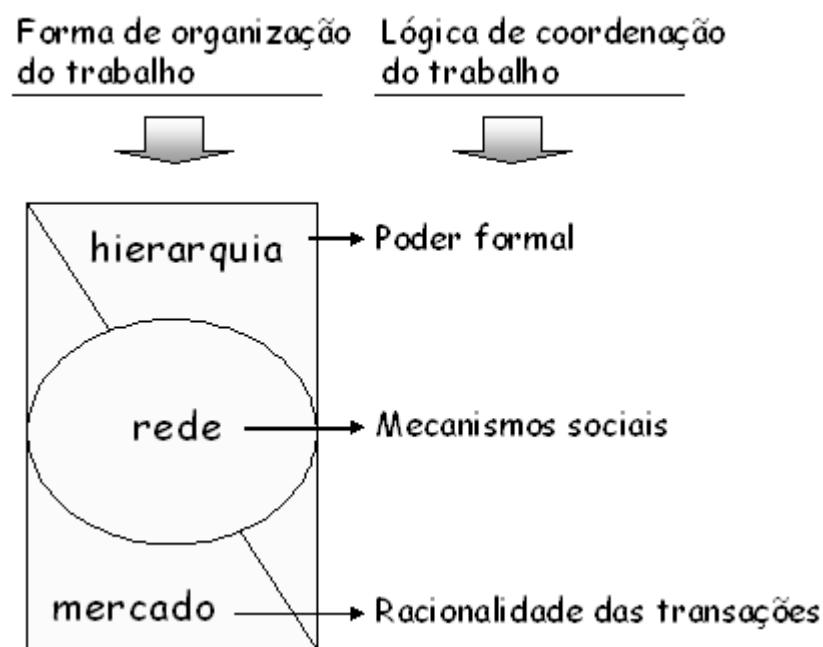 Forma de organização
do trabalho
Lógica de coordenação
do trabalho
hierarquia
Poder formal
rede
Mecanismos sociais
mercado
Racionalidade das transações